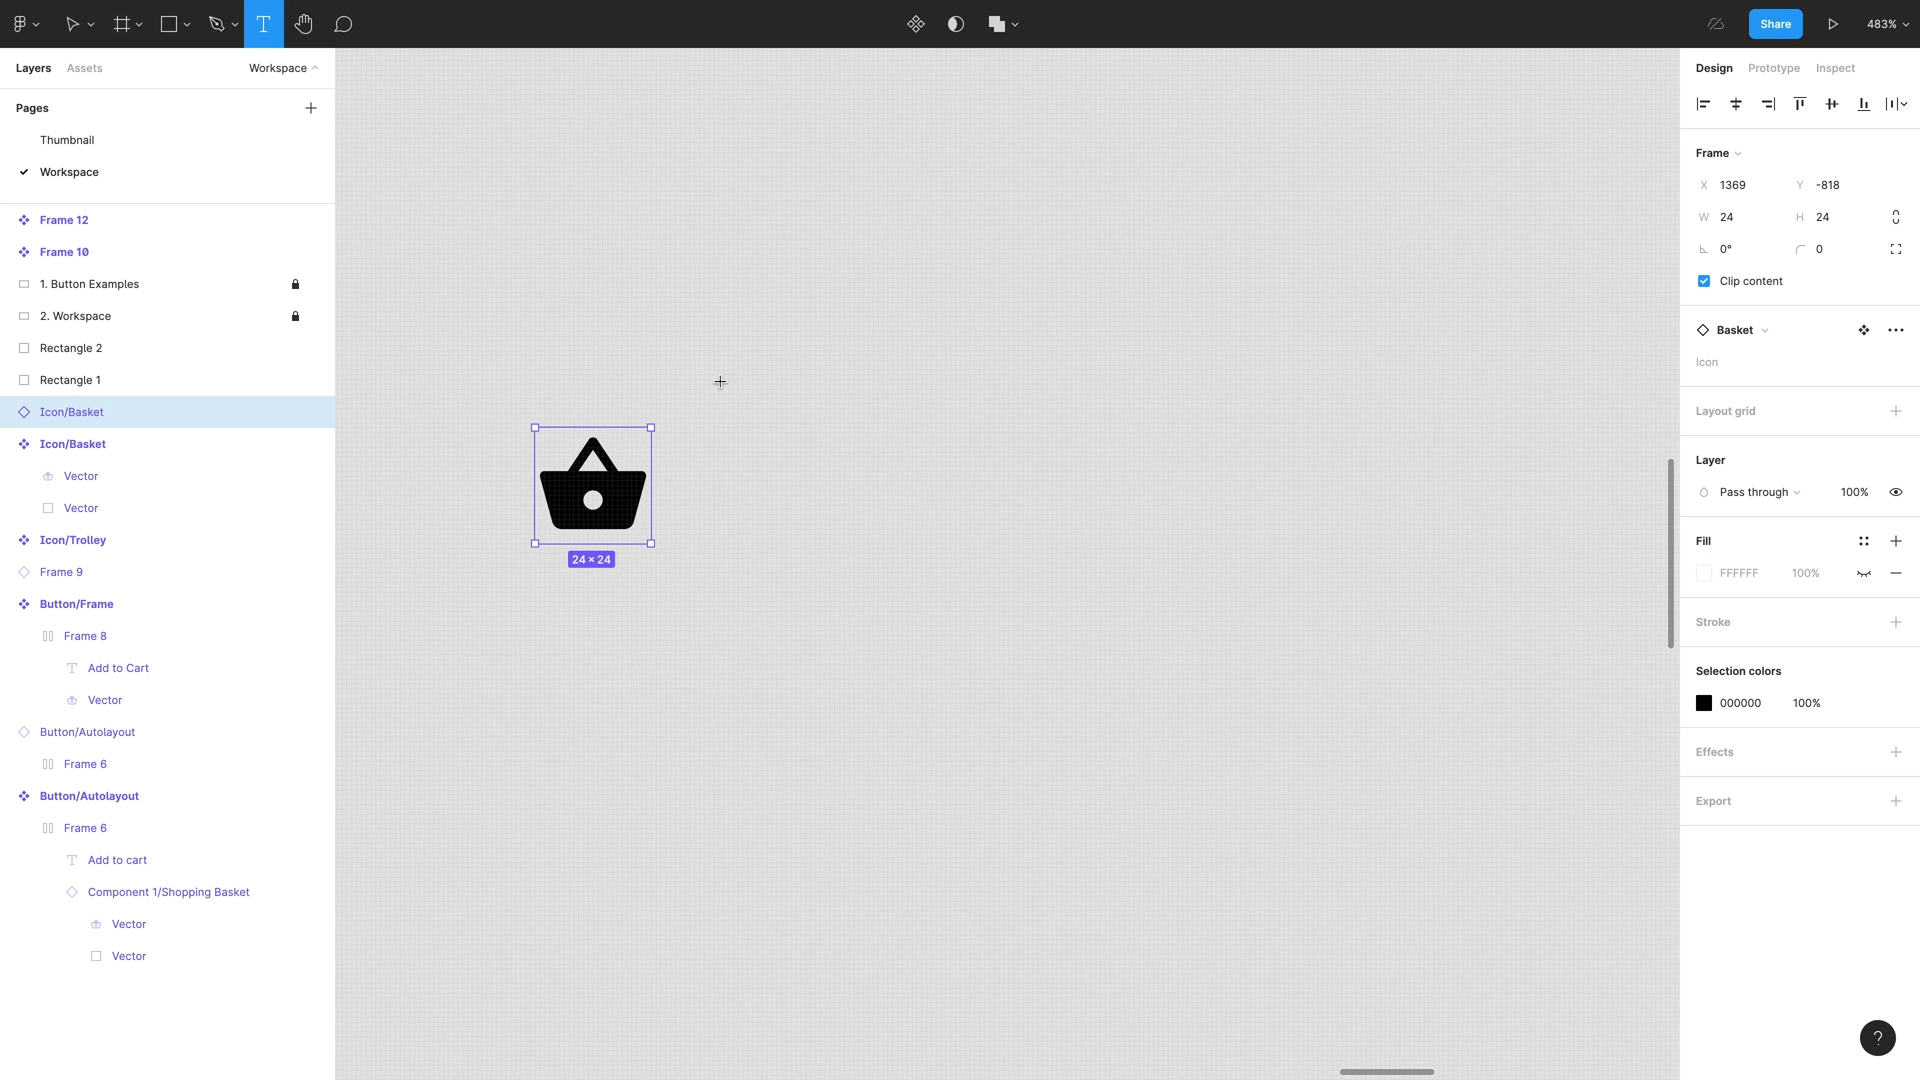 Share
483%
Layers Assets Workspace
Pages
Thumbnail
Workspace
Frame 12
Frame 10
1. Button Examples
2. Workspace
Rectangle 2
Rectangle 1
Icon/Basket
Icon/Basket
Vector
Vector
Icon/Trolley
Frame 9
Button/Frame
Frame 8
Add to Cart
Vector
Button/Autolayout
Frame 6
Button/Autolayout
Frame 6
Add to cart
Component 1/Shopping Basket
Vector
Vector
24 × 24
Design Prototype Inspect
Frame
X 1369 Y -818
W 24 H 24
0° 0
Clip content
Basket
Icon
Layout grid
Layer
Pass through 100%
Fill
FFFFFF 100%
Stroke
Selection colors
000000 100%
Effects
Export
?